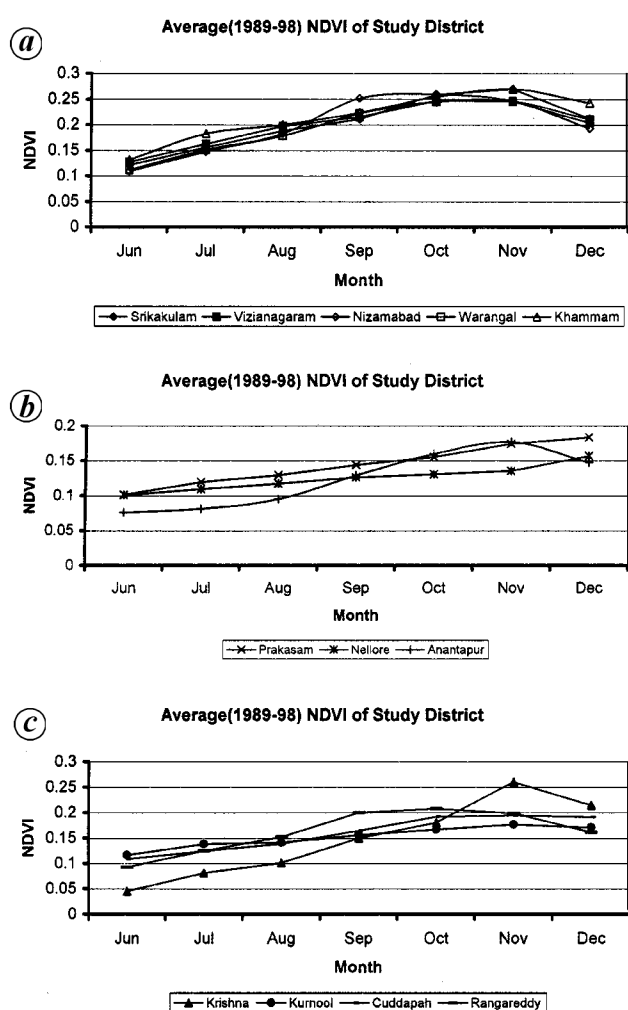 a
Average(1989-98) NDVI of Study District
0.3
0.25
0.2
0.15
0.1
0.05
0
NDVI
Jun Jul Aug Sep Oct Nov Dec
Month
Srikakulam Vizianagaram Nizamabad Warangal Khammam
b
Average(1989-98) NDVI of Study District
0.2
0.15
0.1
0.05
0
NDVI
Jun Jul Aug Sep Oct Nov Dec
Month
Prakasam Nellore Anantapur
c
Average(1989-98) NDVI of Study District
0.3
0.25
0.2
0.15
0.1
0.05
0
NDVI
Jun Jul Aug Sep Oct Nov Dec
Month
Krishna Kurnool Cuddapah Rangareddy